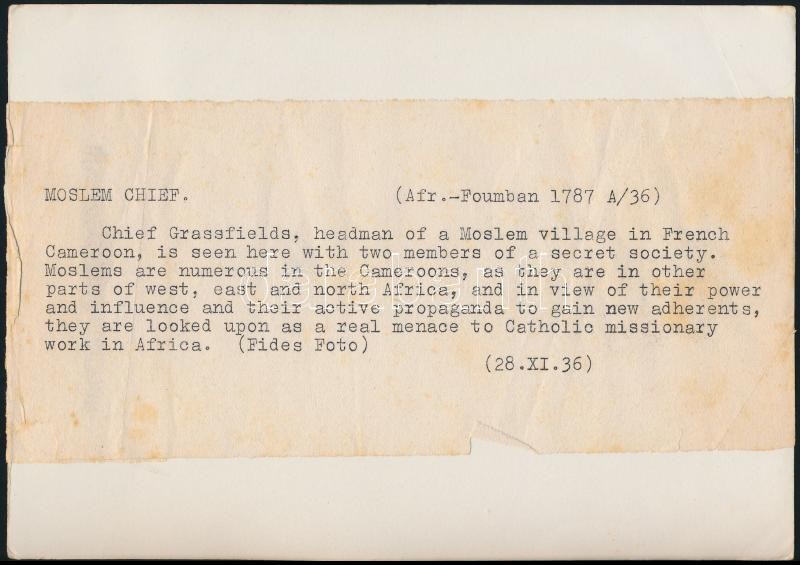 MOSLEM CHIEF. (Afr.-Foumban 1787 A/36)
Chief Grassfields, headman of a Moslem village in French
Cameroon, is seen here with two members of a secret society.
Moslems are numerous in the Cameroons, as they are in other
parts of west, east and north Africa, and in view of their power
and influence and their active propaganda to gain new adherents,
they are looked upon as a real menace to Catholic missionary
work in Africa. (Fides Foto)
(28.XI.36)